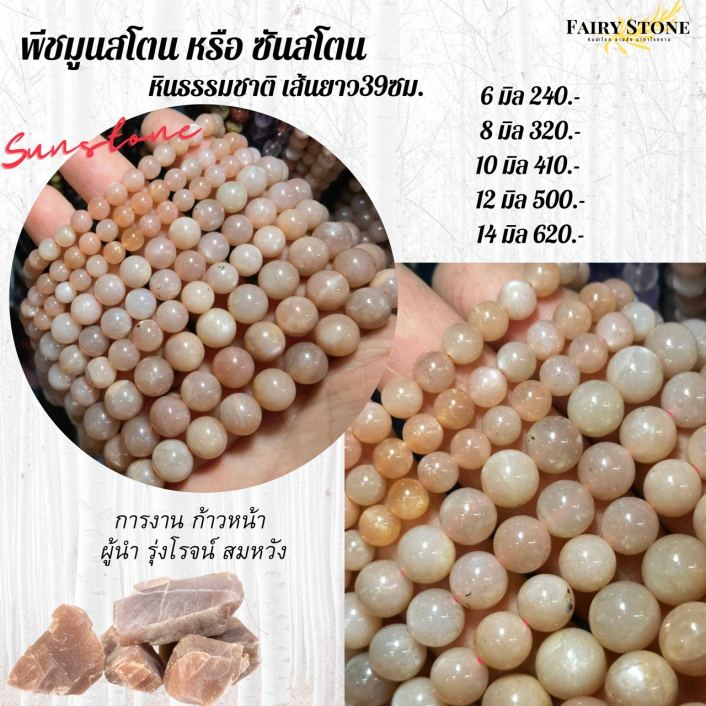 พีชมูนสโตน หรือ ซันสโตน
หินธรรมชาติ เส้นยาว39ซม.
Sunstone
FAIRY STONE
6 มิล 240.-
8 มิล 320.-
10 มิล 410.-
12 มิล 500.-
14 มิล 620.-
การงาน ก้าวหน้า
ผู้นำ รุ่งโรจน์ สมหวัง